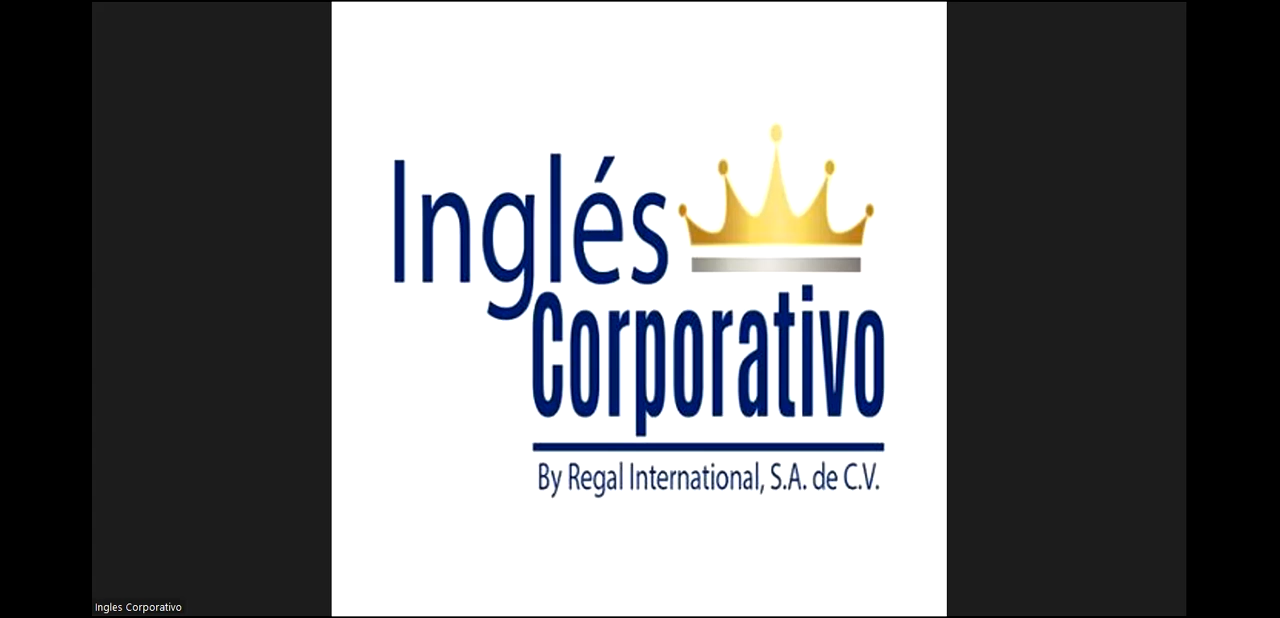 Inglés
Corporativo
By Regal International, S.A. de C.V.
Ingles Corporativo